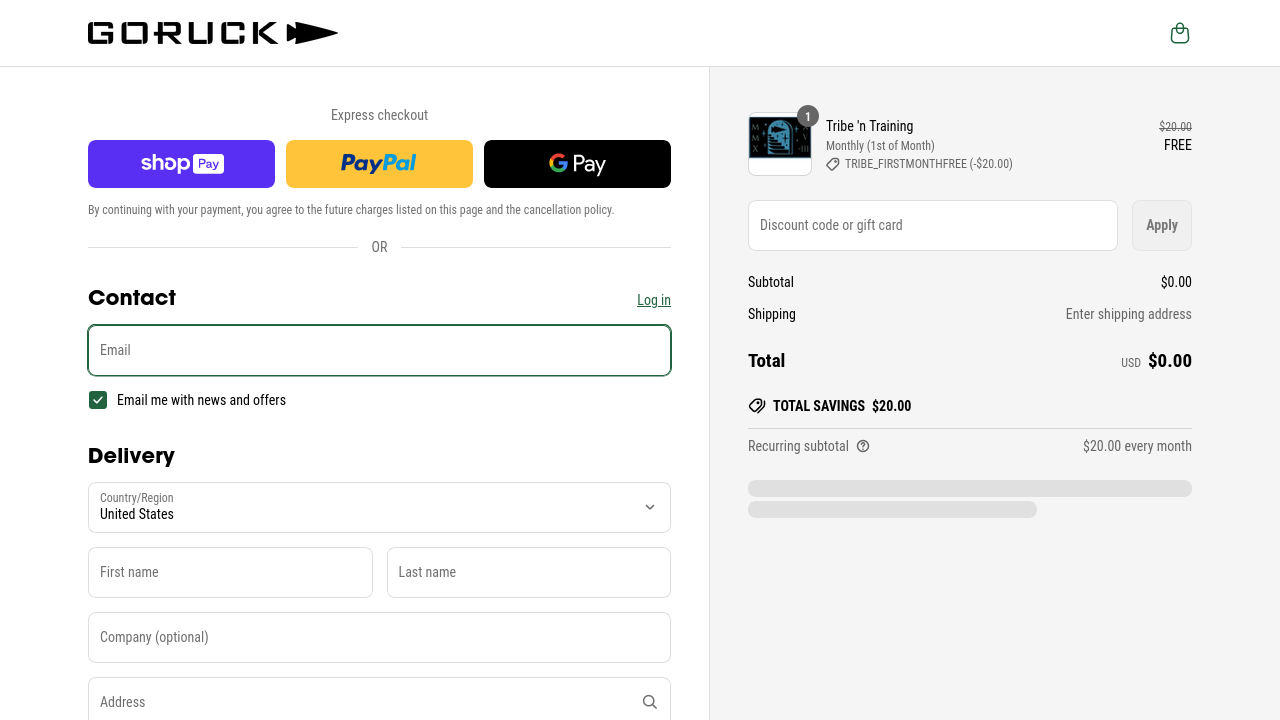 GORUCK
Express checkout
shop Pay
PayPal
G Pay
By continuing with your payment, you agree to the future charges listed on this page and the cancellation policy.
OR
Contact
Log in
Email
Email me with news and offers
Delivery
Country/Region
United States
First name
Last name
Company (optional)
Address
1
Tribe 'n Training
$20.00
Monthly (1st of Month)
FREE
TRIBE_FIRSTMONTHFREE (-$20.00)
Discount code or gift card
Apply
Subtotal
$0.00
Shipping
Enter shipping address
Total
USD $0.00
TOTAL SAVINGS $20.00
Recurring subtotal
$20.00 every month